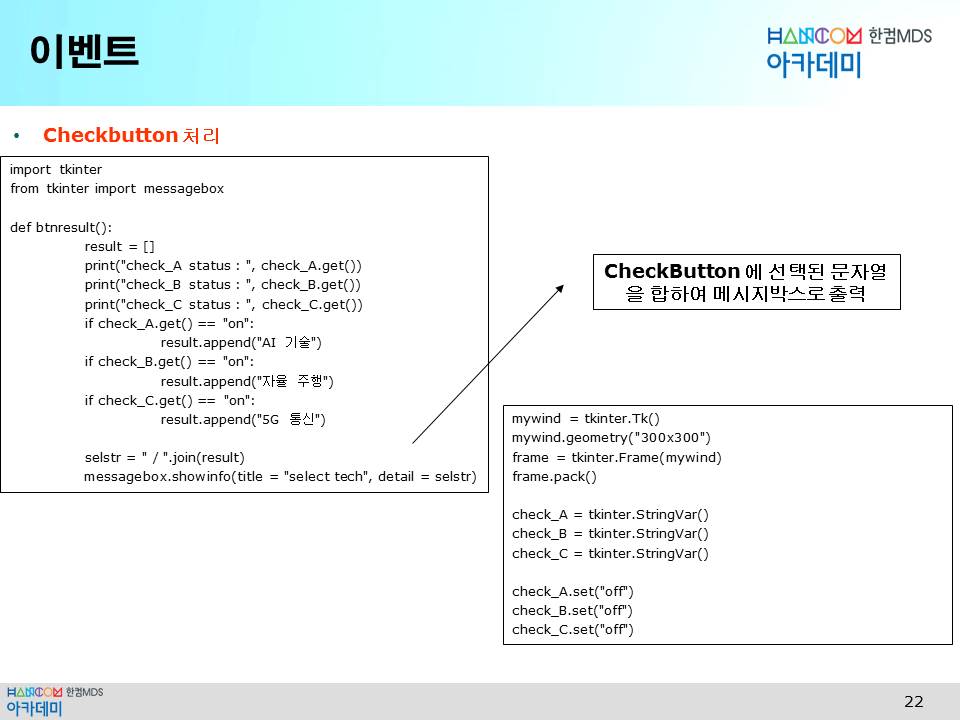 이벤트
HANCOM 한컴MDS
아카데미
• Checkbutton 처리
import tkinter
from tkinter import messagebox
def btnresult():
result = []
print("check_A status : ", check_A.get())
print("check_B status : ", check_B.get())
print("check_C status : ", check_C.get())
if check_A.get() == "on":
result.append("AI 기술")
if check_B.get() == "on":
result.append("자율 주행")
if check_C.get() == "on":
result.append("5G 통신")
selstr = " / ".join(result)
messagebox.showinfo(title = "select tech", detail = selstr)
CheckButton 에 선택된 문자열
을 합하여 메시지박스로 출력
mywind = tkinter.Tk()
mywind.geometry("300x300")
frame = tkinter.Frame(mywind)
frame.pack()
check_A = tkinter.StringVar()
check_B = tkinter.StringVar()
check_C = tkinter.StringVar()
check_A.set("off")
check_B.set("off")
check_C.set("off")
HANCOM 한컴MDS
아카데미
22